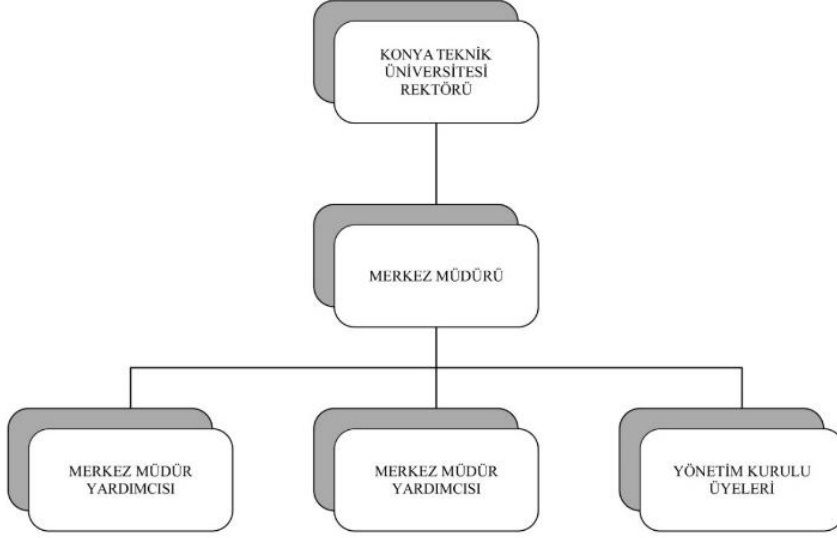 KONYA TEKNİK
ÜNİVERSİTESİ
REKTÖRÜ
MERKEZ MÜDÜRÜ
MERKEZ MÜDÜR
YARDIMCISI
MERKEZ MÜDÜR
YARDIMCISI
YÖNETİM KURULU
ÜYELERİ